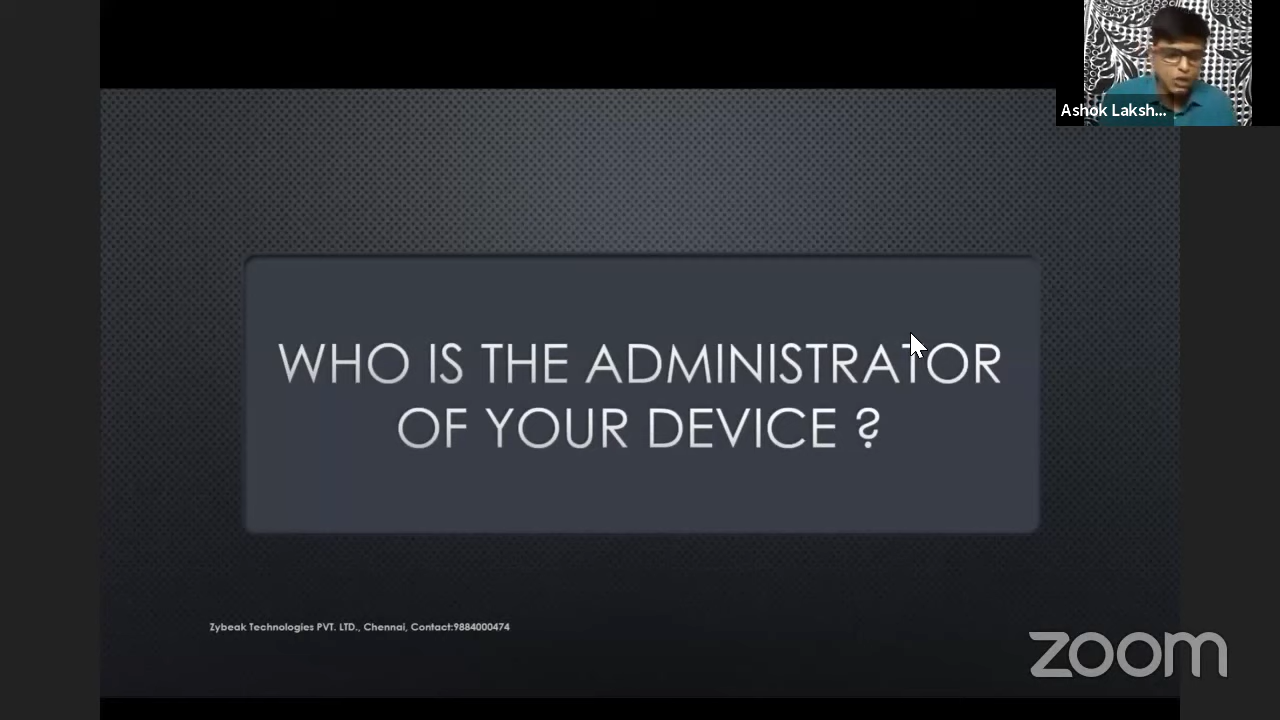 Ashok Laksh...
WHO IS THE ADMINISTRATOR
OF YOUR DEVICE ?
Zybeak Technologies PVT. LTD., Chennai, Contact:9884000474
zoom